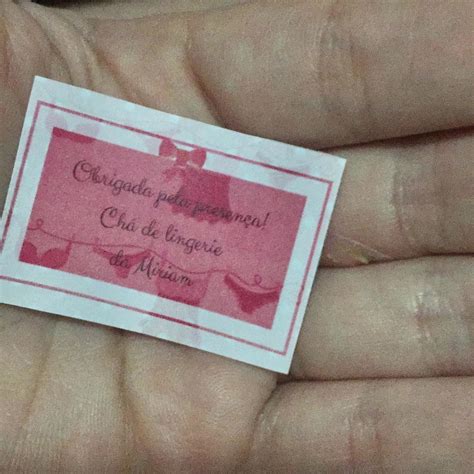 Obrigada pela presença!
Chá de lingerie
da Miriam